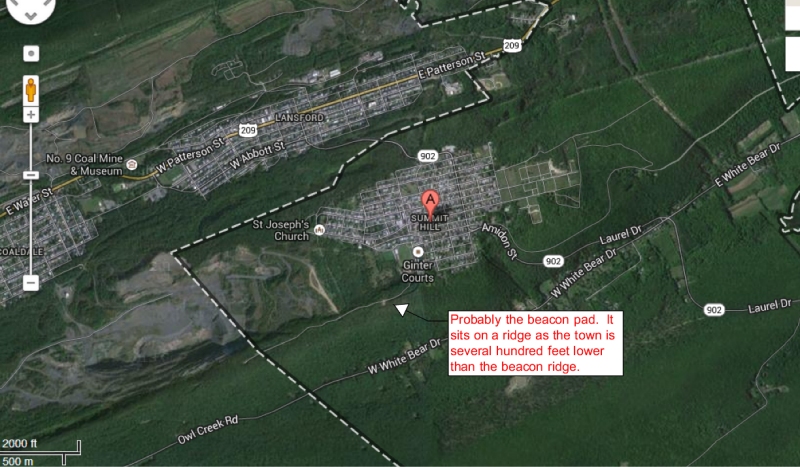 209
E Patterson St
LANSFORD
209
W Patterson St
W Abbott St
902
No. 9 Coal Mine
& Museum
E Water St
E White Bear Dr
A
SUMMIT
HILL
St Joseph's
Church
COALDALE
Amidon St
Laurel Dr
902
W White Bear Dr
Ginter
Courts
902
Laurel Dr
Probably the beacon pad. It
sits on a ridge as the town is
several hundred feet lower
than the beacon ridge.
W White Bear Dr
Owl Creek Rd
2000 ft
500 m